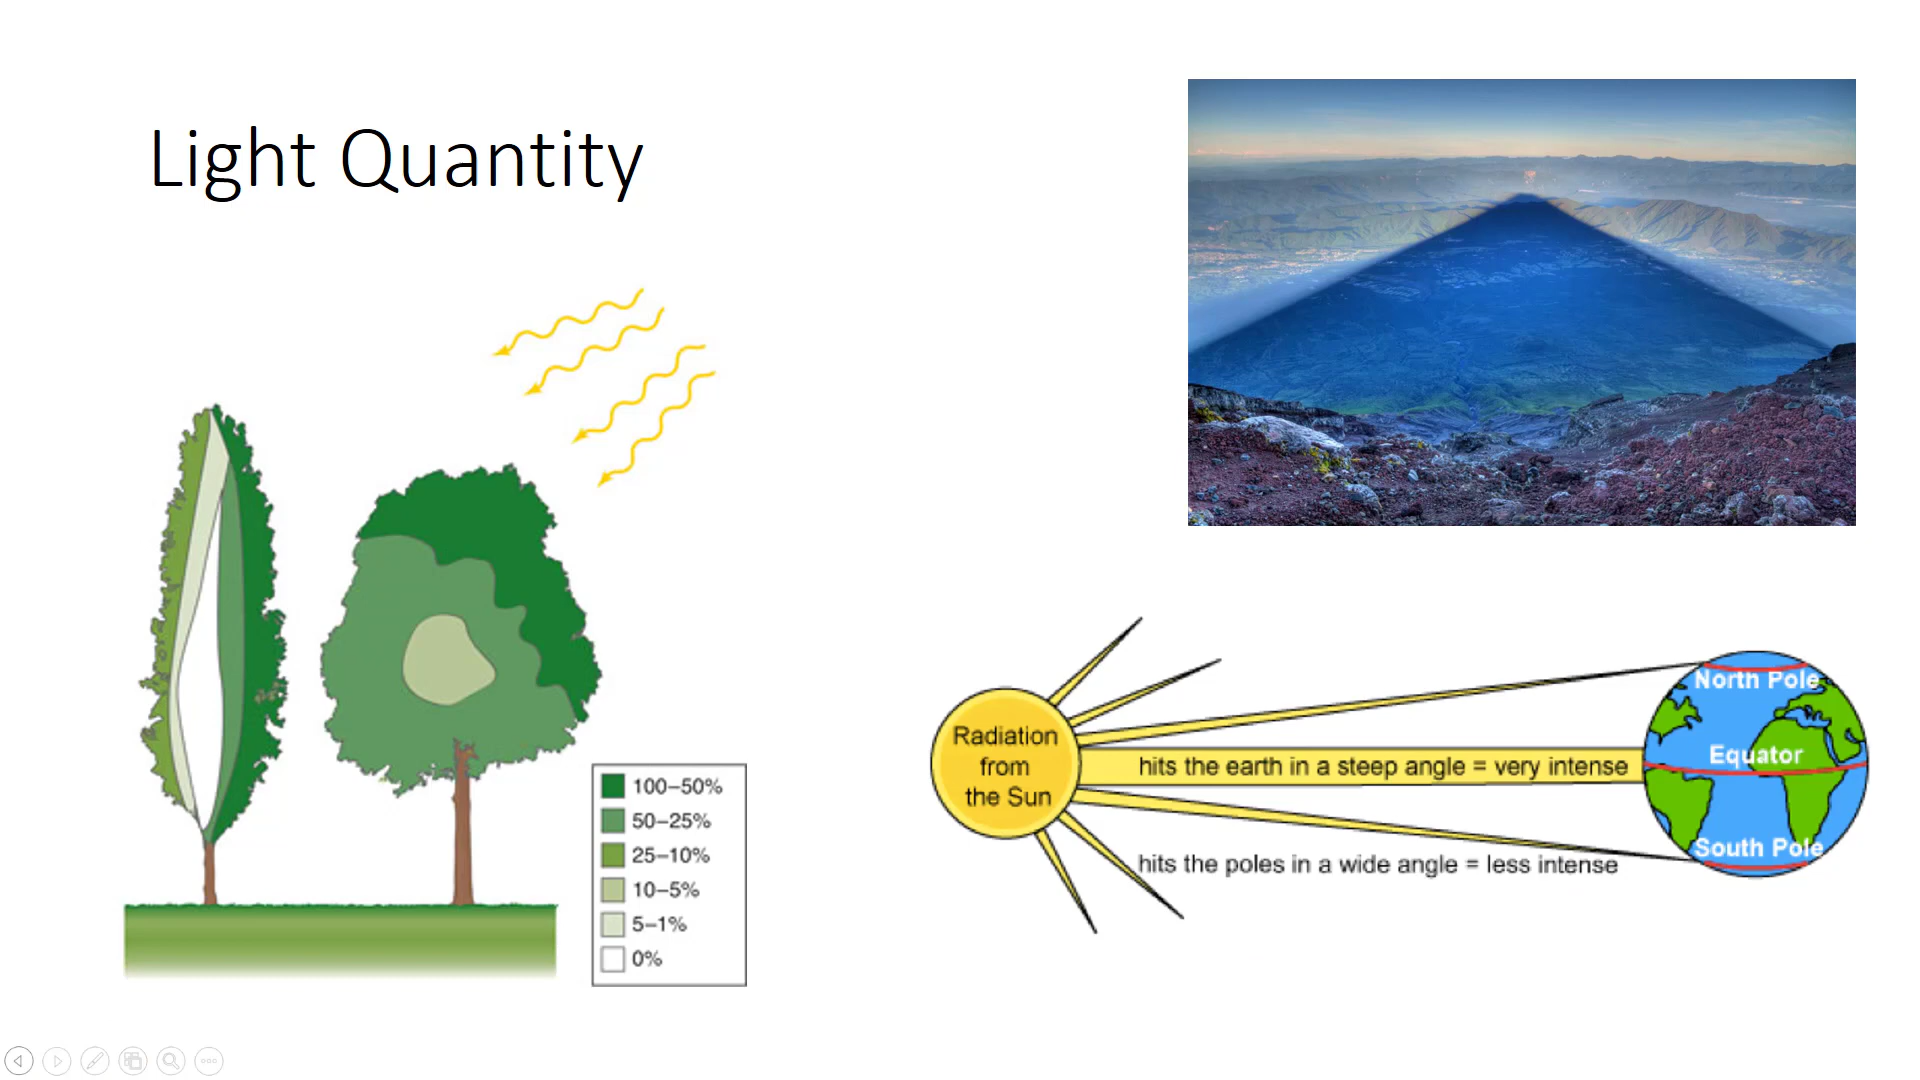 Light Quantity
100–50%
50–25%
25–10%
10–5%
5–1%
0%
Radiation
from
the Sun
hits the earth in a steep angle = very intense
hits the poles in a wide angle = less intense
North Pole
Equator
South Pole